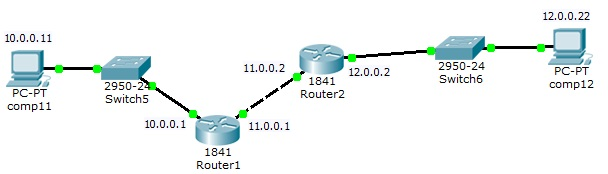 10.0.0.11
PC-PT
comp11
2950-24
Switch5
10.0.0.1
1841
Router1
11.0.0.1
11.0.0.2
1841
Router2
12.0.0.2
2950-24
Switch6
12.0.0.22
PC-PT
comp12